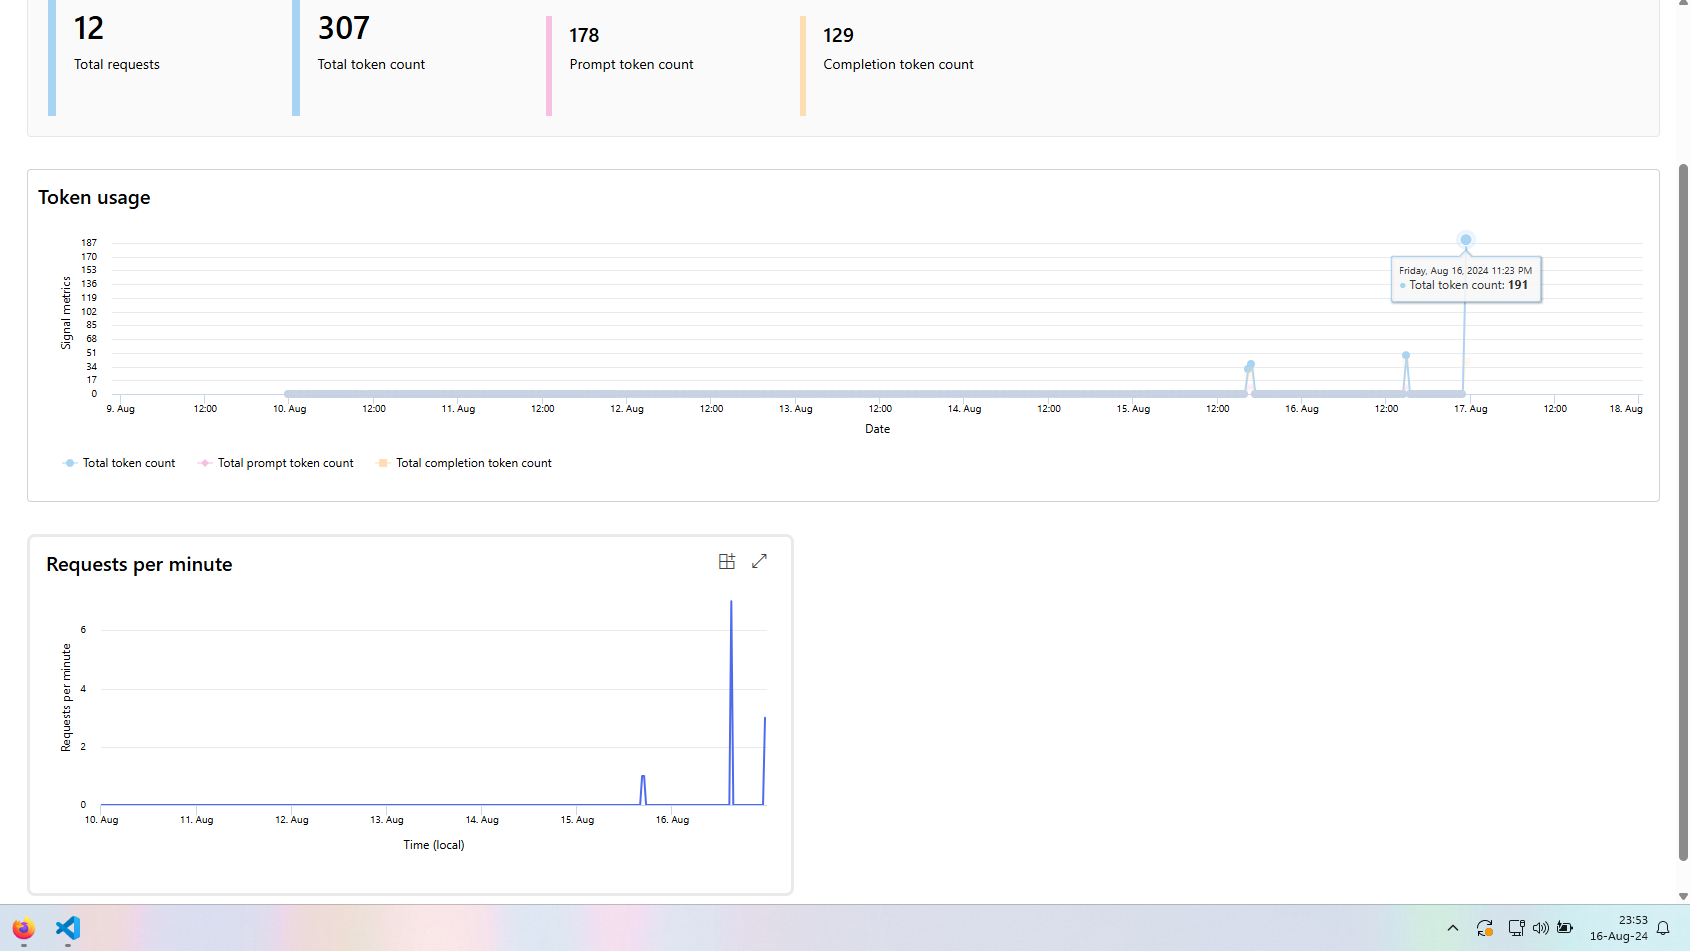 12
Total requests
307
Total token count
178
Prompt token count
129
Completion token count
Token usage
Signal metrics
187
170
153
136
119
102
85
68
51
34
17
0
Friday, Aug 16, 2024 11:23 PM
Total token count: 191
9. Aug 12:00 10. Aug 12:00 11. Aug 12:00 12. Aug 12:00 13. Aug 12:00 14. Aug 12:00 15. Aug 12:00 16. Aug 12:00 17. Aug 12:00 18. Aug
Date
Total token count Total prompt token count Total completion token count
Requests per minute
Requests per minute
6
4
2
0
10. Aug 11. Aug 12. Aug 13. Aug 14. Aug 15. Aug 16. Aug
Time (local)
23:53
16-Aug-24